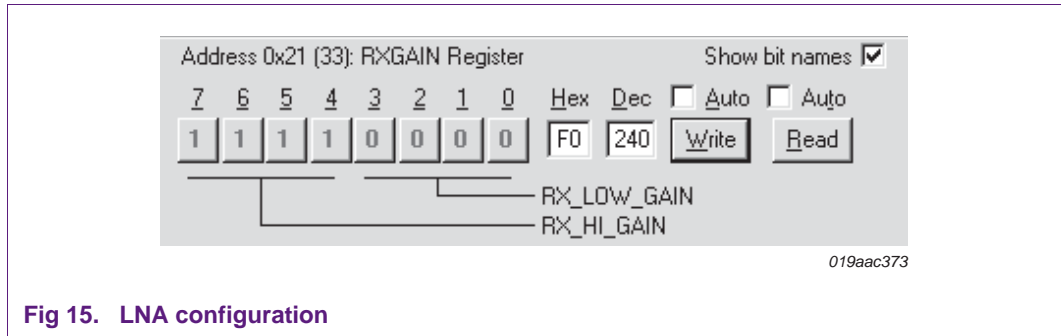 Address 0x21 (33): RXGAIN Register Show bit names
7 6 5 4 3 2 1 0 Hex Dec Auto Auto
1 1 1 1 0 0 0 0 F0 240 Write Read
RX_LOW_GAIN
RX_HI_GAIN
019aac373
Fig 15. LNA configuration